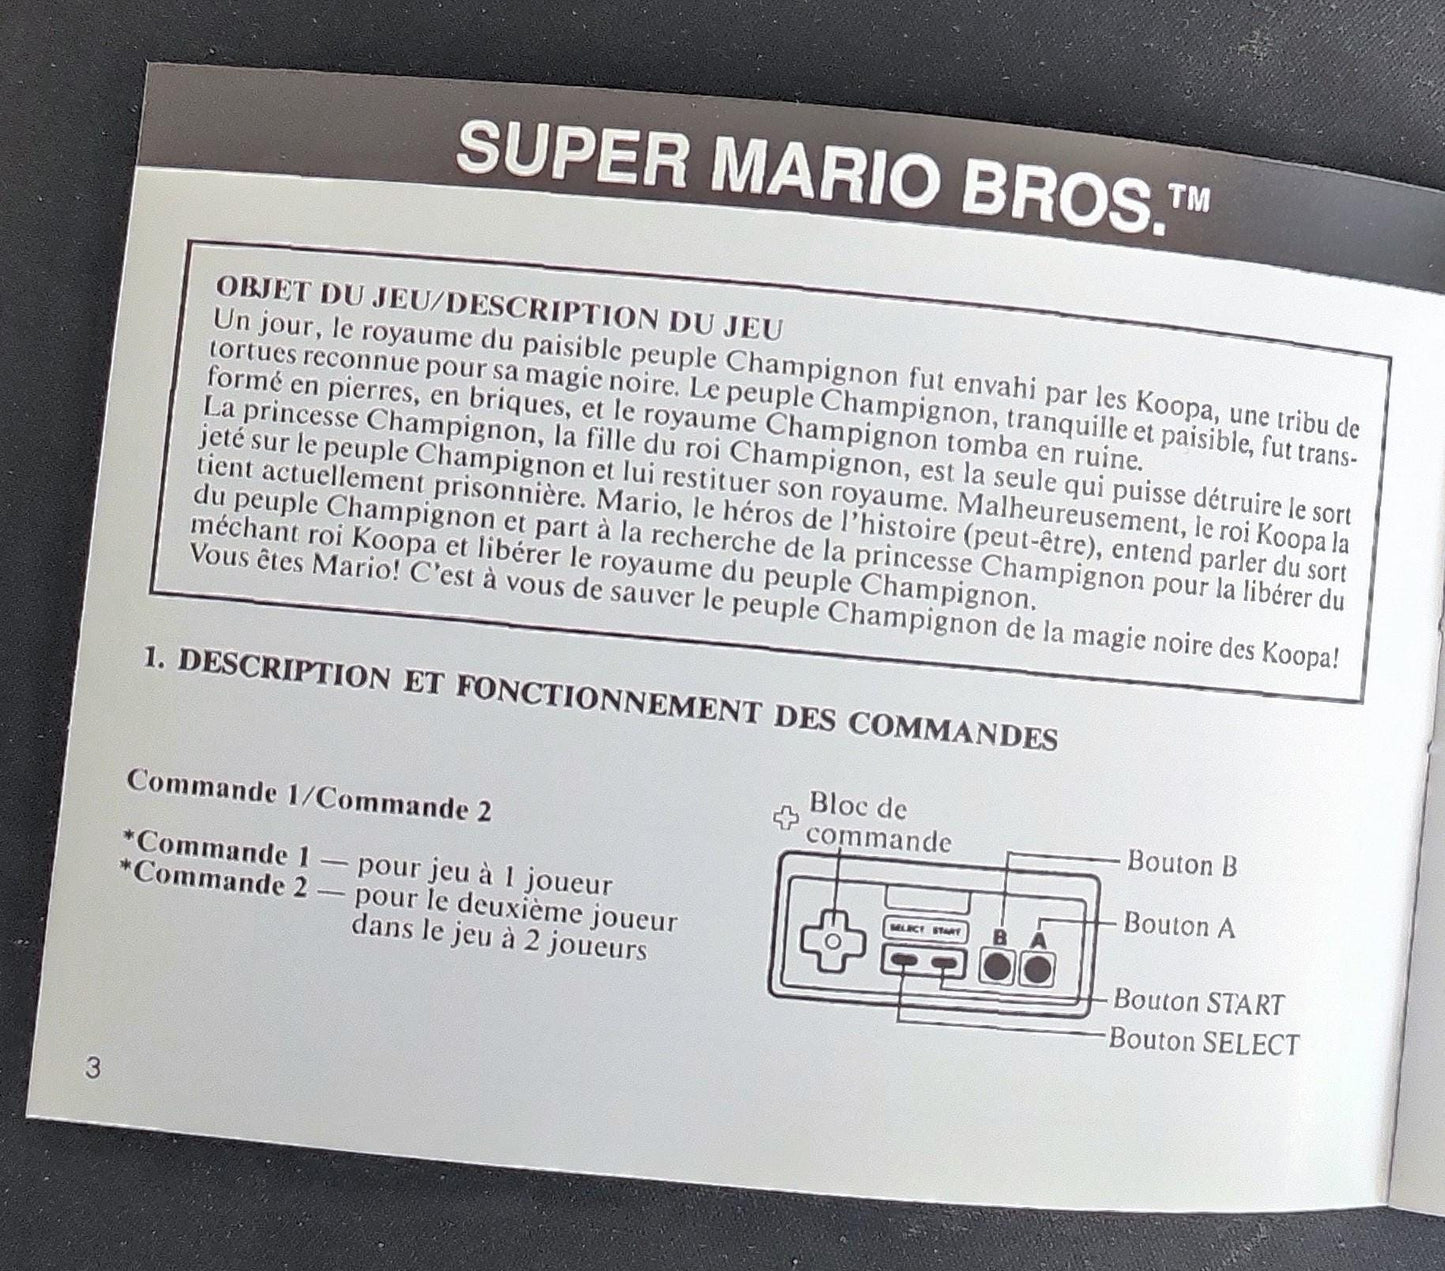 SUPER MARIO BROS.™
OBJET DU JEU/DESCRIPTION DU JEU
Un jour, le royaume du paisible peuple Champignon fut envahi par les Koopa, une tribu de
tortues reconnue pour sa magie noire. Le peuple Champignon, tranquille et paisible, fut trans-
formé en pierres, en briques, et le royaume Champignon tomba en ruine.
La princesse Champignon, la fille du roi Champignon, est la seule qui puisse détruire le sort
jeté sur le peuple Champignon et lui restituer son royaume. Malheureusement, le roi Koopa la
tient actuellement prisonnière. Mario, le héros de l'histoire (peut-être), entend parler du sort
du peuple Champignon et part à la recherche de la princesse Champignon pour la libérer du
méchant roi Koopa et libérer le royaume du peuple Champignon.
Vous êtes Mario! C'est à vous de sauver le peuple Champignon de la magie noire des Koopa!
1. DESCRIPTION ET FONCTIONNEMENT DES COMMANDES
Commande 1/Commande 2
*Commande 1 — pour jeu à 1 joueur
*Commande 2 — pour le deuxième joueur
dans le jeu à 2 joueurs
Bloc de
commande
Bouton B
Bouton A
SELECT START
B A
Bouton START
Bouton SELECT
3